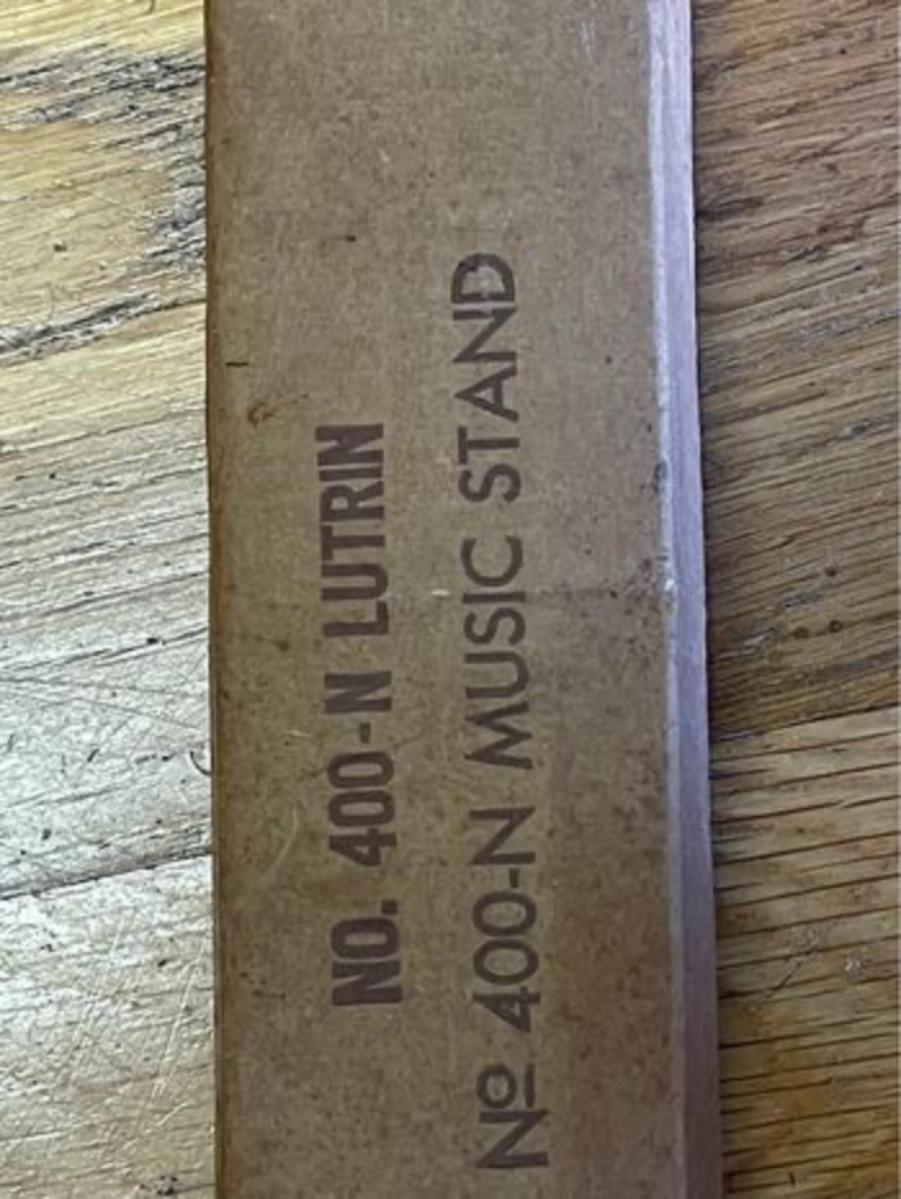 NO. 400-N LUTRIN
Nº 400-N MUSIC STAND